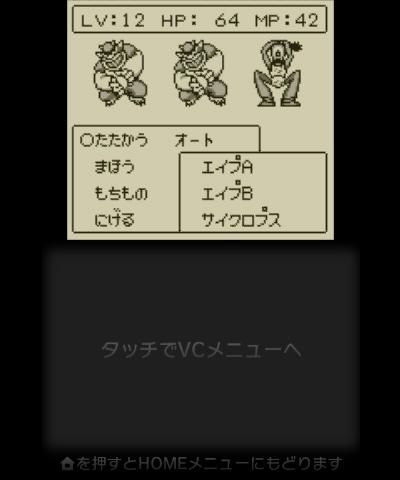 LV:12 HP: 64 MP:42
○たたかう オート
まほう エイプA
もちもの エイプB
にげる サイクロプス
タッチでVCメニューへ
を押すとHOMEメニューにもどります